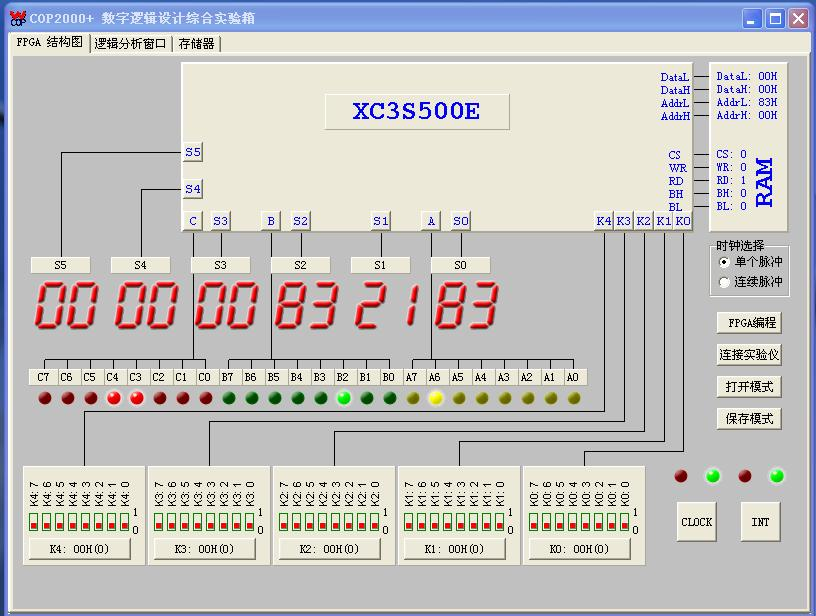 COP2000+ 数字逻辑设计综合实验箱
FPGA 结构图 逻辑分析窗口 存储器
XC3S500E
DataL
DataH
AddrL
AddrH
CS
WR
RD
BH
BL
DataL: 00H
DataH: 00H
AddrL: 83H
AddrH: 00H
CS: 0
WR: 0
RD: 1
BH: 0
BL: 0
RAM
S5
S4
C S3 B S2 S1 A S0 K4 K3 K2 K1 K0
S5 S4 S3 S2 S1 S0
00 00 00 83 21 83
C7 C6 C5 C4 C3 C2 C1 C0 B7 B6 B5 B4 B3 B2 B1 B0 A7 A6 A5 A4 A3 A2 A1 A0
时钟选择
单个脉冲
连续脉冲
FPGA编程
连接实验仪
打开模式
保存模式
K4:7 K4:6 K4:5 K4:4 K4:3 K4:2 K4:1 K4:0
1
0
K4: 00H(0)
K3:7 K3:6 K3:5 K3:4 K3:3 K3:2 K3:1 K3:0
1
0
K3: 00H(0)
K2:7 K2:6 K2:5 K2:4 K2:3 K2:2 K2:1 K2:0
1
0
K2: 00H(0)
K1:7 K1:6 K1:5 K1:4 K1:3 K1:2 K1:1 K1:0
1
0
K1: 00H(0)
K0:7 K0:6 K0:5 K0:4 K0:3 K0:2 K0:1 K0:0
1
0
K0: 00H(0)
CLOCK INT